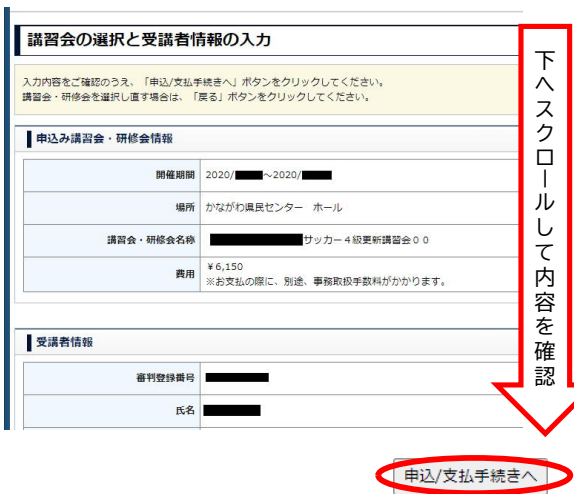 講習会の選択と受講者情報の入力
入力内容をご確認のうえ、「申込/支払手続きへ」ボタンをクリックしてください。
講習会・研修会を選択し直す場合は、「戻る」ボタンをクリックしてください。
申込み講習会・研修会情報
開催期間 2020/ ～2020/
場所 かながわ県民センター ホール
講習会・研修会名称 サッカー4級更新講習会００
費用 ¥6,150
※お支払の際に、別途、事務取扱手数料がかかります。
受講者情報
審判登録番号
氏名
下へスクロールして内容を確認
申込/支払手続きへ